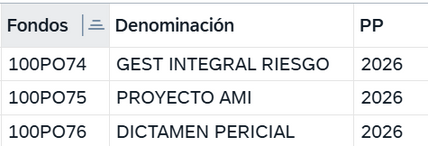 Fondos Denominación PP
100PO74 GEST INTEGRAL RIESGO 2026
100PO75 PROYECTO AMI 2026
100PO76 DICTAMEN PERICIAL 2026